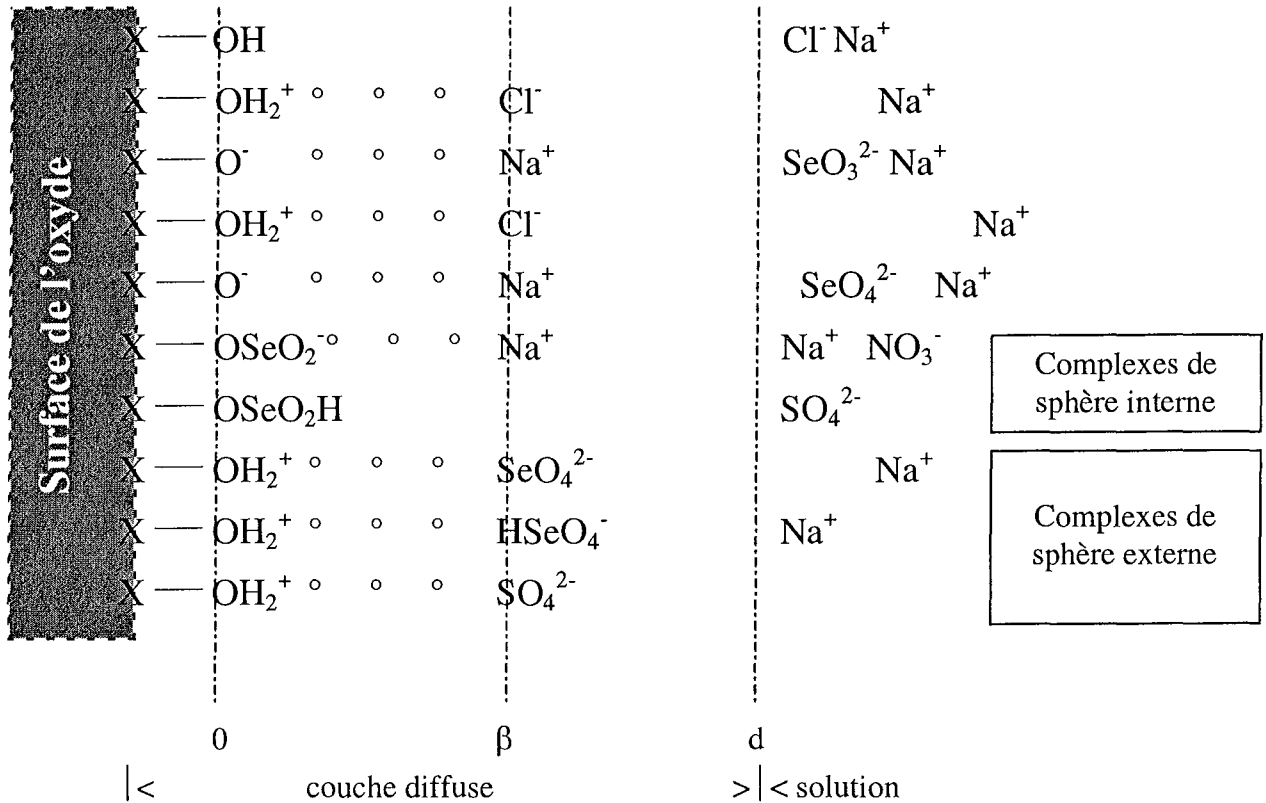 Surface de l'oxyde
X — OH Cl⁻ Na⁺
X — OH₂⁺ ° ° ° Cl⁻ Na⁺
X — O⁻ ° ° ° Na⁺ SeO₃²⁻ Na⁺
X — OH₂⁺ ° ° ° Cl⁻ Na⁺
X — O⁻ ° ° ° Na⁺ SeO₄²⁻ Na⁺
X — OSeO₂⁻ ° ° ° Na⁺ Na⁺ NO₃⁻
X — OSeO₂H SO₄²⁻
Complexes de
sphère interne
X — OH₂⁺ ° ° ° SeO₄²⁻ Na⁺
X — OH₂⁺ ° ° ° HSeO₄⁻ Na⁺
X — OH₂⁺ ° ° ° SO₄²⁻
Complexes de
sphère externe
0 β d
|< couche diffuse >|< solution